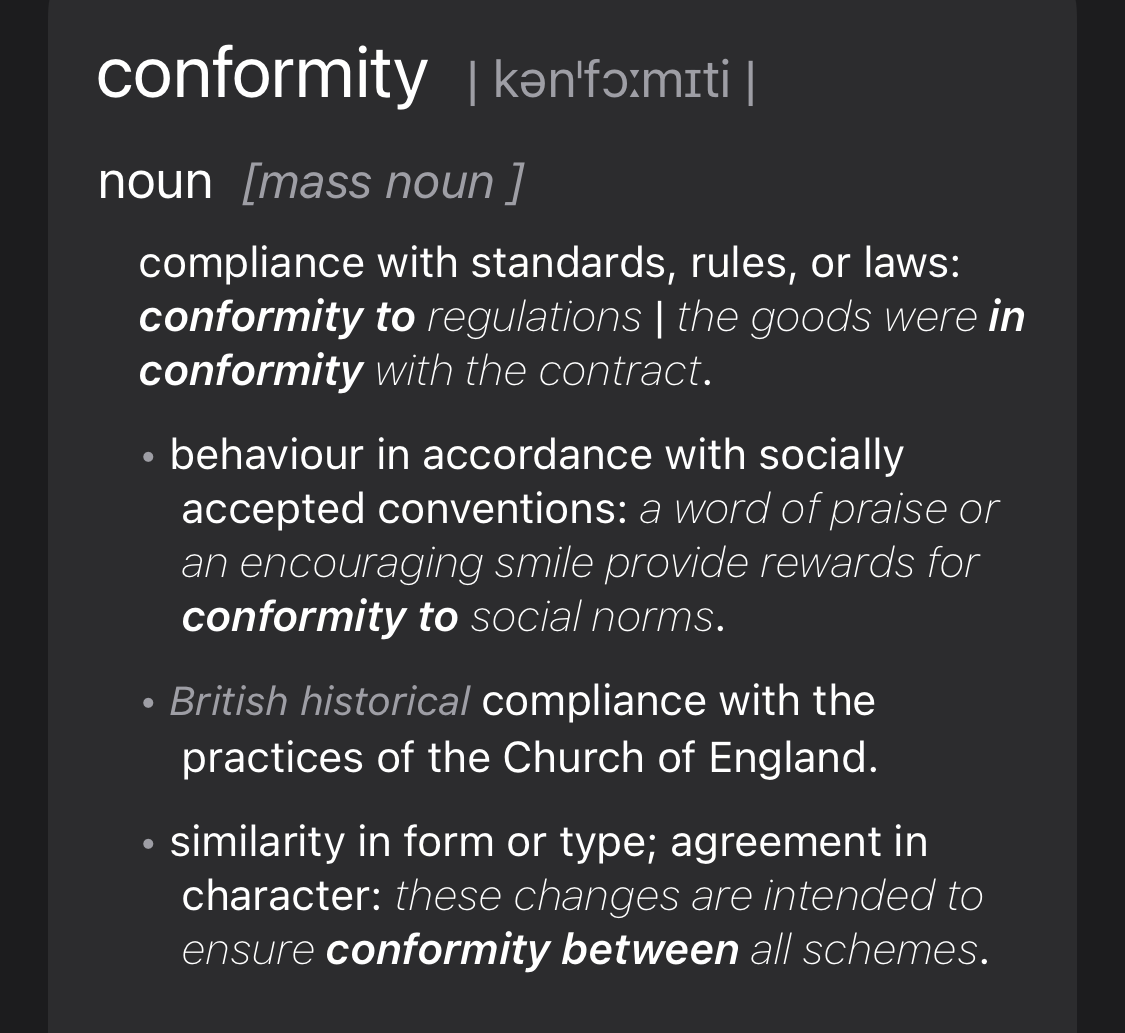 conformity | kənˈfɔːmɪti |
noun [mass noun ]
compliance with standards, rules, or laws:
conformity to regulations | the goods were in
conformity with the contract.
• behaviour in accordance with socially
accepted conventions: a word of praise or
an encouraging smile provide rewards for
conformity to social norms.
• British historical compliance with the
practices of the Church of England.
• similarity in form or type; agreement in
character: these changes are intended to
ensure conformity between all schemes.